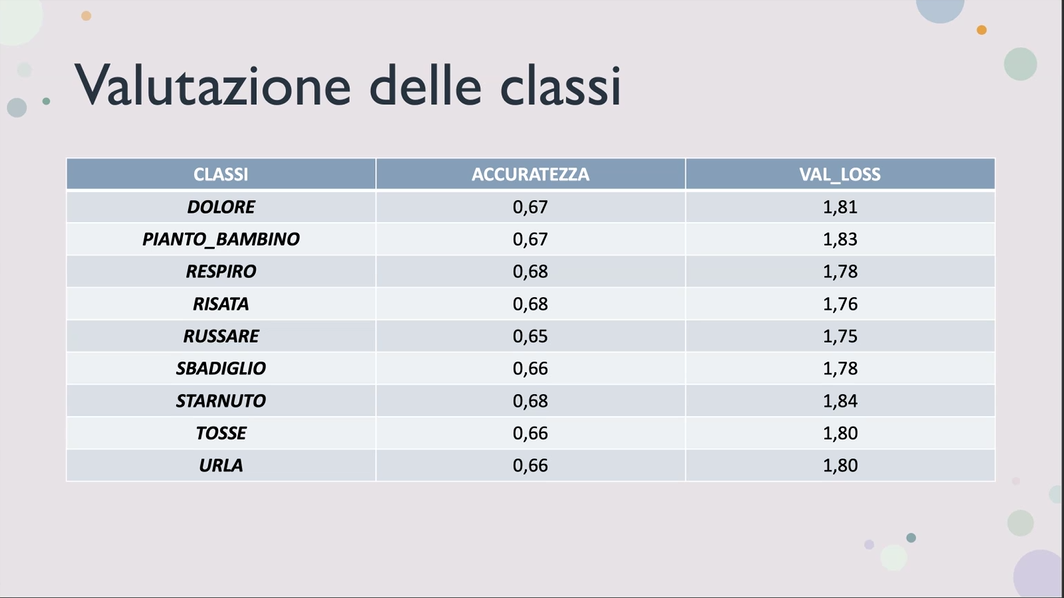 Valutazione delle classi
CLASSI ACCURATEZZA VAL_LOSS
DOLORE 0,67 1,81
PIANTO_BAMBINO 0,67 1,83
RESPIRO 0,68 1,78
RISATA 0,68 1,76
RUSSARE 0,65 1,75
SBADIGLIO 0,66 1,78
STARNUTO 0,68 1,84
TOSSE 0,66 1,80
URLA 0,66 1,80